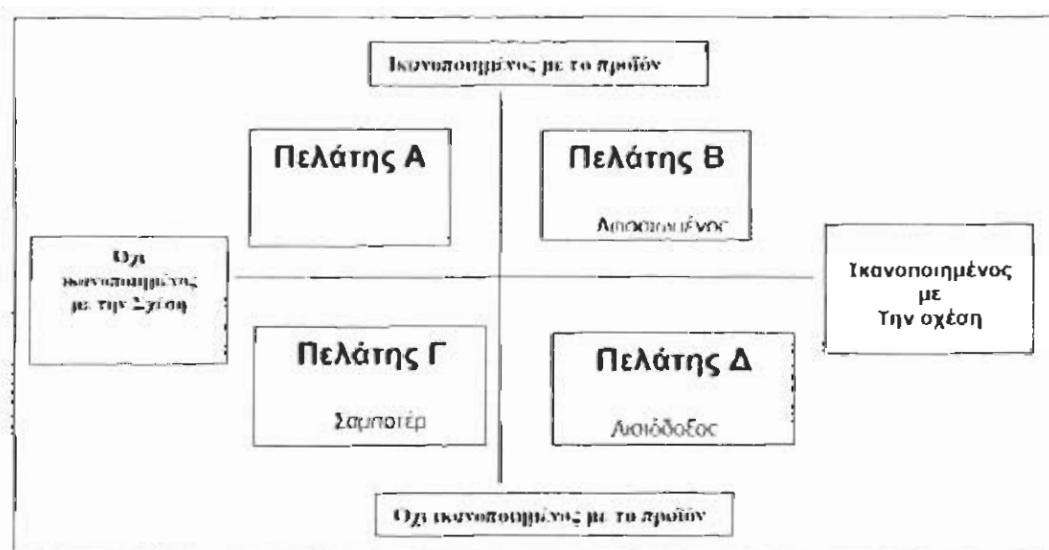 Ικανοποιημένος με το προϊόν
Πελάτης Α
Πελάτης Β
Αφοσιωμένος
Όχι
ικανοποιημένος
με την Σχέση
Ικανοποιημένος
με
Την σχέση
Πελάτης Γ
Σαμποτέρ
Πελάτης Δ
Αισιόδοξος
Όχι ικανοποιημένος με το προϊόν